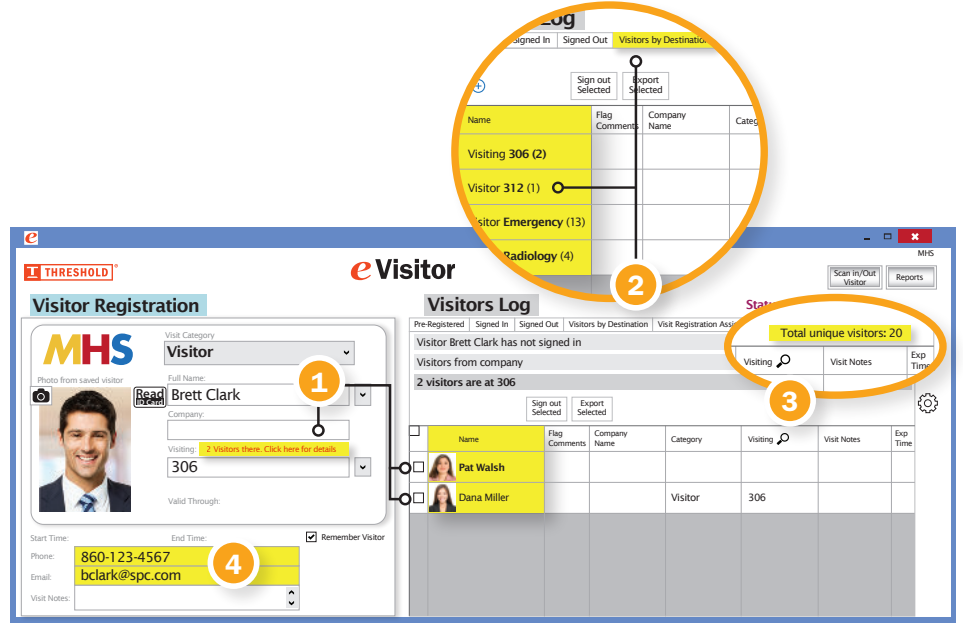 Log
Signed In
Signed Out
Visitors by Destination
Sign out Selected
Export Selected
Name
Flag Comments
Company Name
Visiting 306 (2)
Visitor 312 (1)
Visitor Emergency (13)
Radiology (4)
2
e
MHS
THRESHOLD®
e Visitor
Scan in/Out Visitor
Reports
Visitor Registration
Visitors Log
Pre-Registered
Signed In
Signed Out
Visitors by Destination
Visit Registration
Total unique visitors: 20
Visiting
Visit Notes
Exp Time
3
MHS
Visit Category
Visitor
Visitor Brett Clark has not signed in
Visitors from company
2 visitors are at 306
Photo from saved visitor
Full Name:
1
Read ID Card
Brett Clark
Company:
Visiting:
2 Visitors there. Click here for details
306
Valid Through:
Sign out Selected
Export Selected
Name
Flag Comments
Company Name
Category
Visiting
Visit Notes
Exp Time
Pat Walsh
Dana Miller
Visitor
306
Start Time:
End Time:
Remember Visitor
Phone:
860-123-4567
Email:
bclark@spc.com
4
Visit Notes: